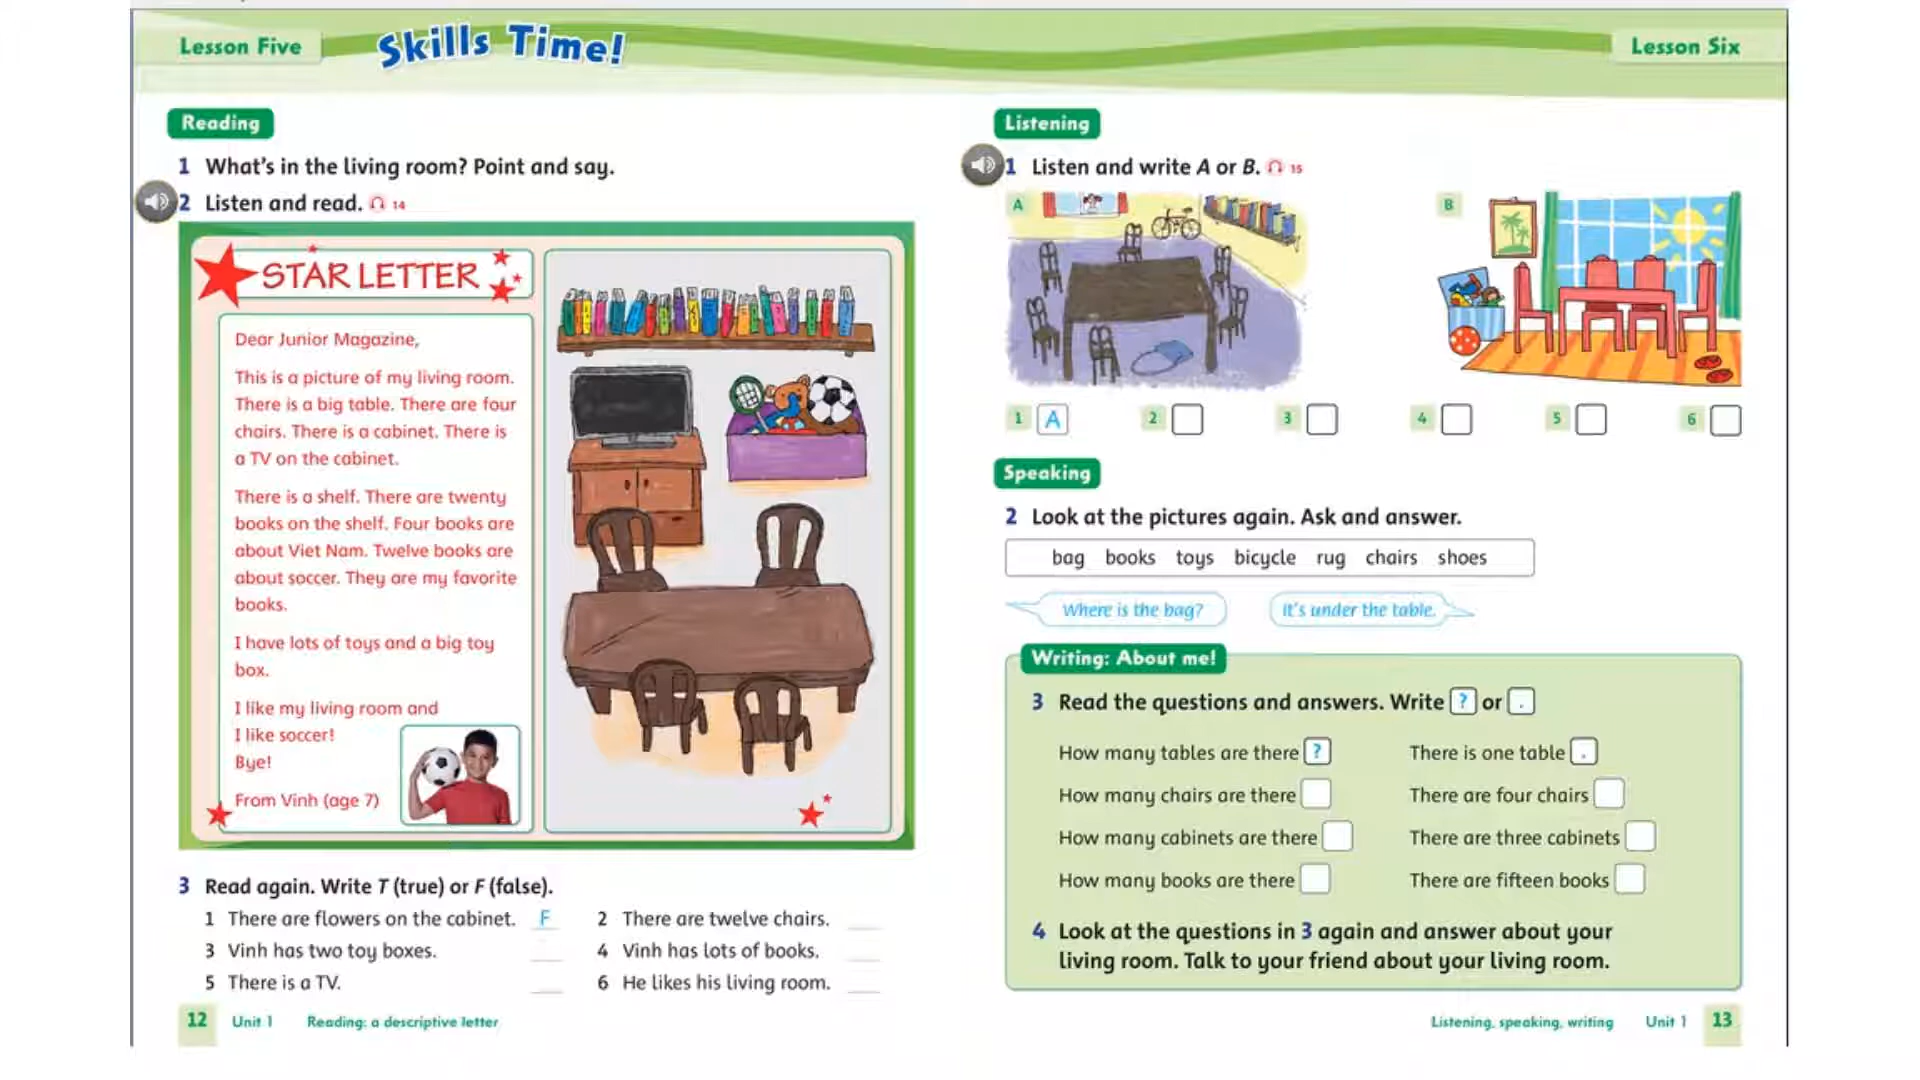 Lesson Five
Skills Time!
Lesson Six
Reading
1 What's in the living room? Point and say.
2 Listen and read. 14
STAR LETTER
Dear Junior Magazine,
This is a picture of my living room.
There is a big table. There are four
chairs. There is a cabinet. There is
a TV on the cabinet.
There is a shelf. There are twenty
books on the shelf. Four books are
about Viet Nam. Twelve books are
about soccer. They are my favorite
books.
I have lots of toys and a big toy
box.
I like my living room and
I like soccer!
Bye!
From Vinh (age 7)
3 Read again. Write T (true) or F (false).
1 There are flowers on the cabinet. F
2 There are twelve chairs.
3 Vinh has two toy boxes.
4 Vinh has lots of books.
5 There is a TV.
6 He likes his living room.
12 Unit 1 Reading: a descriptive letter
Listening
1 Listen and write A or B. 15
A
B
1 A 2 3 4 5 6
Speaking
2 Look at the pictures again. Ask and answer.
bag books toys bicycle rug chairs shoes
Where is the bag?
It's under the table.
Writing: About me!
3 Read the questions and answers. Write ? or .
How many tables are there ? There is one table .
How many chairs are there There are four chairs
How many cabinets are there There are three cabinets
How many books are there There are fifteen books
4 Look at the questions in 3 again and answer about your
living room. Talk to your friend about your living room.
Listening, speaking, writing Unit 1 13